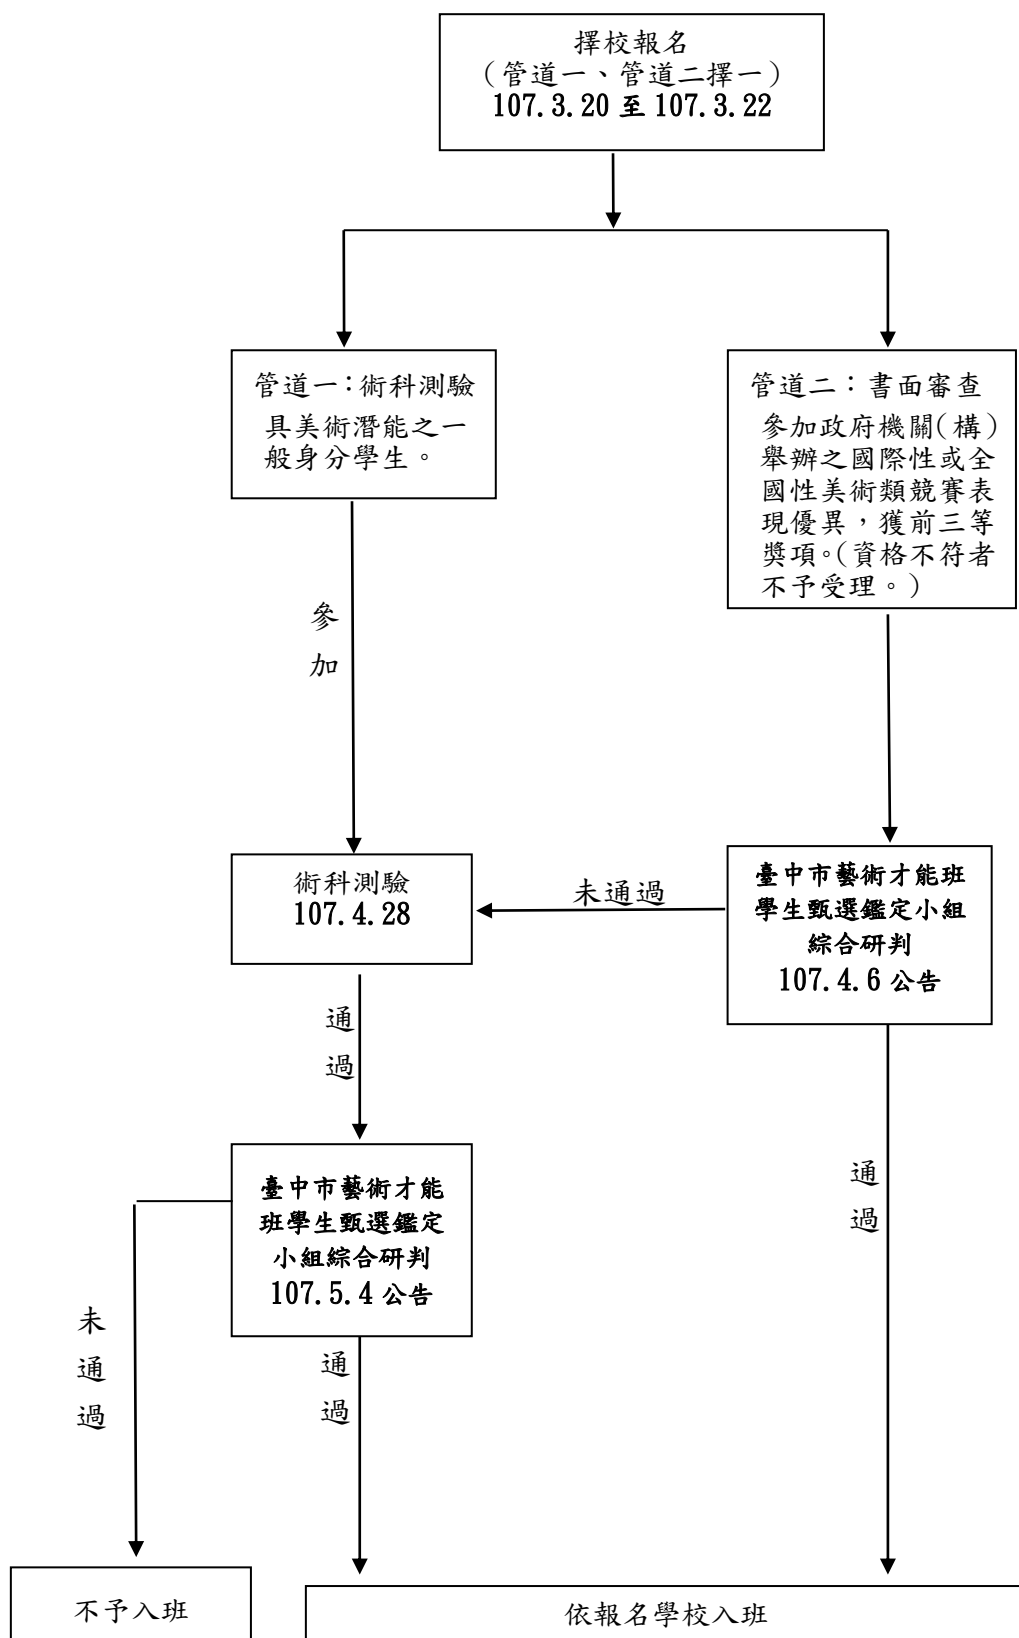 擇校報名
（管道一、管道二擇一）
107.3.20 至 107.3.22
管道一：術科測驗
具美術潛能之一
般身分學生。
管道二：書面審查
參加政府機關(構)
舉辦之國際性或全
國性美術類競賽表
現優異，獲前三等
獎項。(資格不符者
不予受理。)
參
加
術科測驗
107.4.28
未通過
臺中市藝術才能班
學生甄選鑑定小組
綜合研判
107.4.6 公告
通
過
臺中市藝術才能
班學生甄選鑑定
小組綜合研判
107.5.4 公告
通
過
未
通
過
通
過
不予入班
依報名學校入班